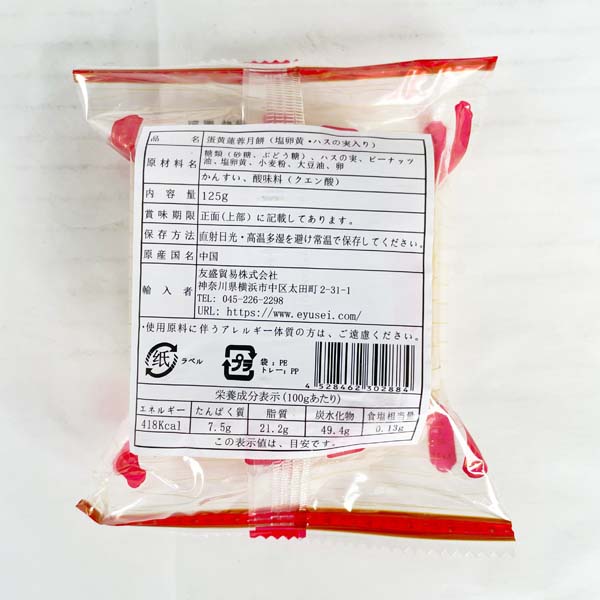 品 名 蛋黄蓮蓉月餅（塩卵黄・ハスの実入り）
原材料名 糖類（砂糖、ぶどう糖）、ハスの実、ピーナッツ
油、塩卵黄、小麦粉、大豆油、卵
かんすい、酸味料（クエン酸）
内容量 125g
賞味期限 正面(上部)に記載してあります。
保存方法 直射日光・高温多湿を避け常温で保存してください。
原産国名 中国
輸入者 友盛貿易株式会社
神奈川県横浜市中区太田町2-31-1
TEL: 045-226-2298
URL: https://www.eyusei.com/
・使用原料に伴うアレルギー体質の方は、ご遠慮ください。
纸 ラベル プラ 袋：PE
トレー：PP
4 528462 302884
栄養成分表示(100gあたり)
エネルギー たんぱく質 脂質 炭水化物 食塩相当量
418Kcal 7.5g 21.2g 49.4g 0.13g
この表示値は、目安です。